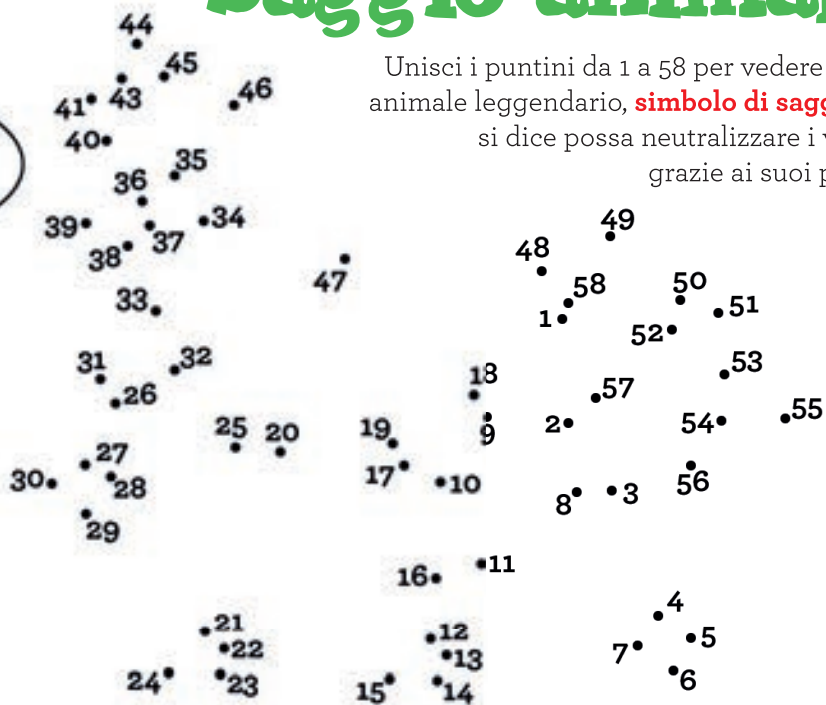 Saggio animal
Unisci i puntini da 1 a 58 per vedere
animale leggendario, simbolo di sagg
si dice possa neutralizzare i v
grazie ai suoi p
44
45
46
41 43
40
35
36
39 34
38 37
49
48
47
58 50
33 1 51
52
31 32 53
18
26 57
55
25 20 19 9 2 54
27
30 17 10 56
28 8 3
29
16 11
4
21 12 5
22 13 7
24 23 15 14 6